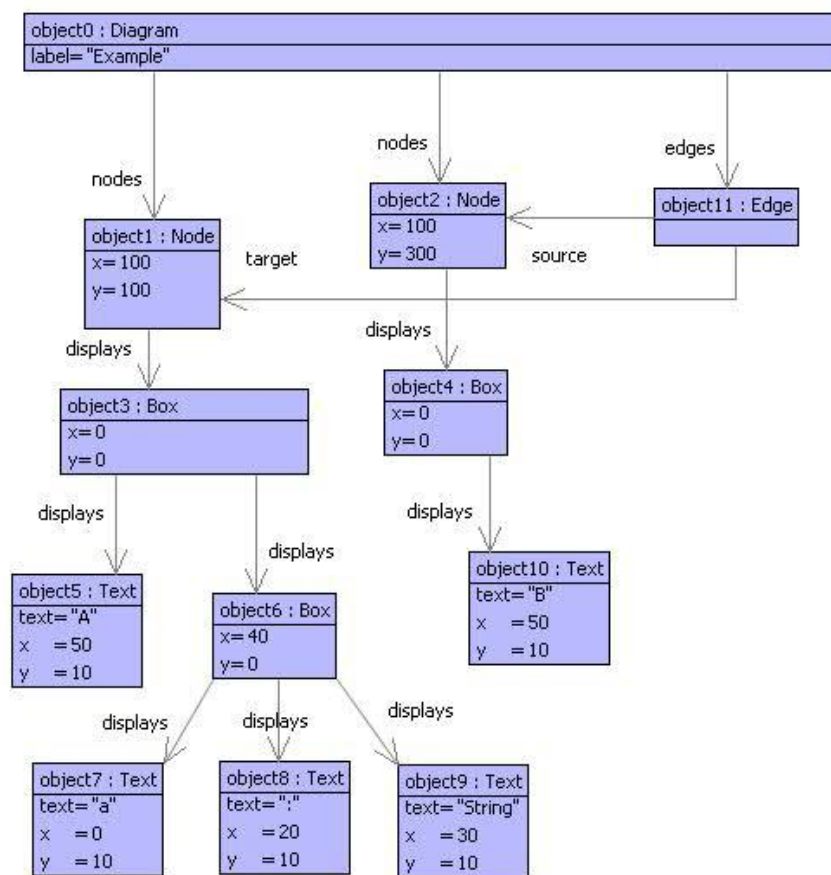 object0 : Diagram
label="Example"
nodes
nodes
edges
object1 : Node
x=100
y=100
object2 : Node
x=100
y=300
object11 : Edge
target
source
displays
displays
object3 : Box
x=0
y=0
object4 : Box
x=0
y=0
displays
displays
displays
object5 : Text
text="A"
x =50
y =10
object6 : Box
x=40
y=0
object10 : Text
text="B"
x =50
y =10
displays
displays
displays
object7 : Text
text="a"
x =0
y =10
object8 : Text
text=":"
x =20
y =10
object9 : Text
text="String"
x =30
y =10